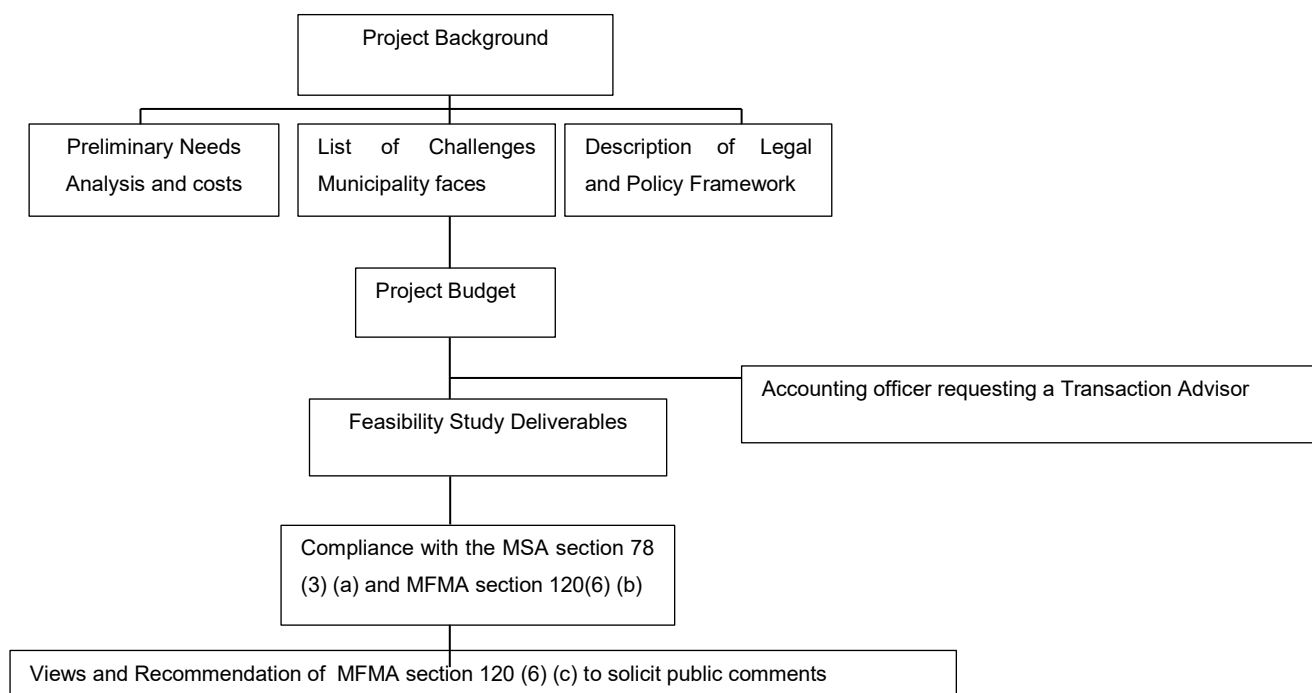 Project Background
Preliminary Needs
Analysis and costs
List of Challenges
Municipality faces
Description of Legal
and Policy Framework
Project Budget
Accounting officer requesting a Transaction Advisor
Feasibility Study Deliverables
Compliance with the MSA section 78
(3) (a) and MFMA section 120(6) (b)
Views and Recommendation of MFMA section 120 (6) (c) to solicit public comments